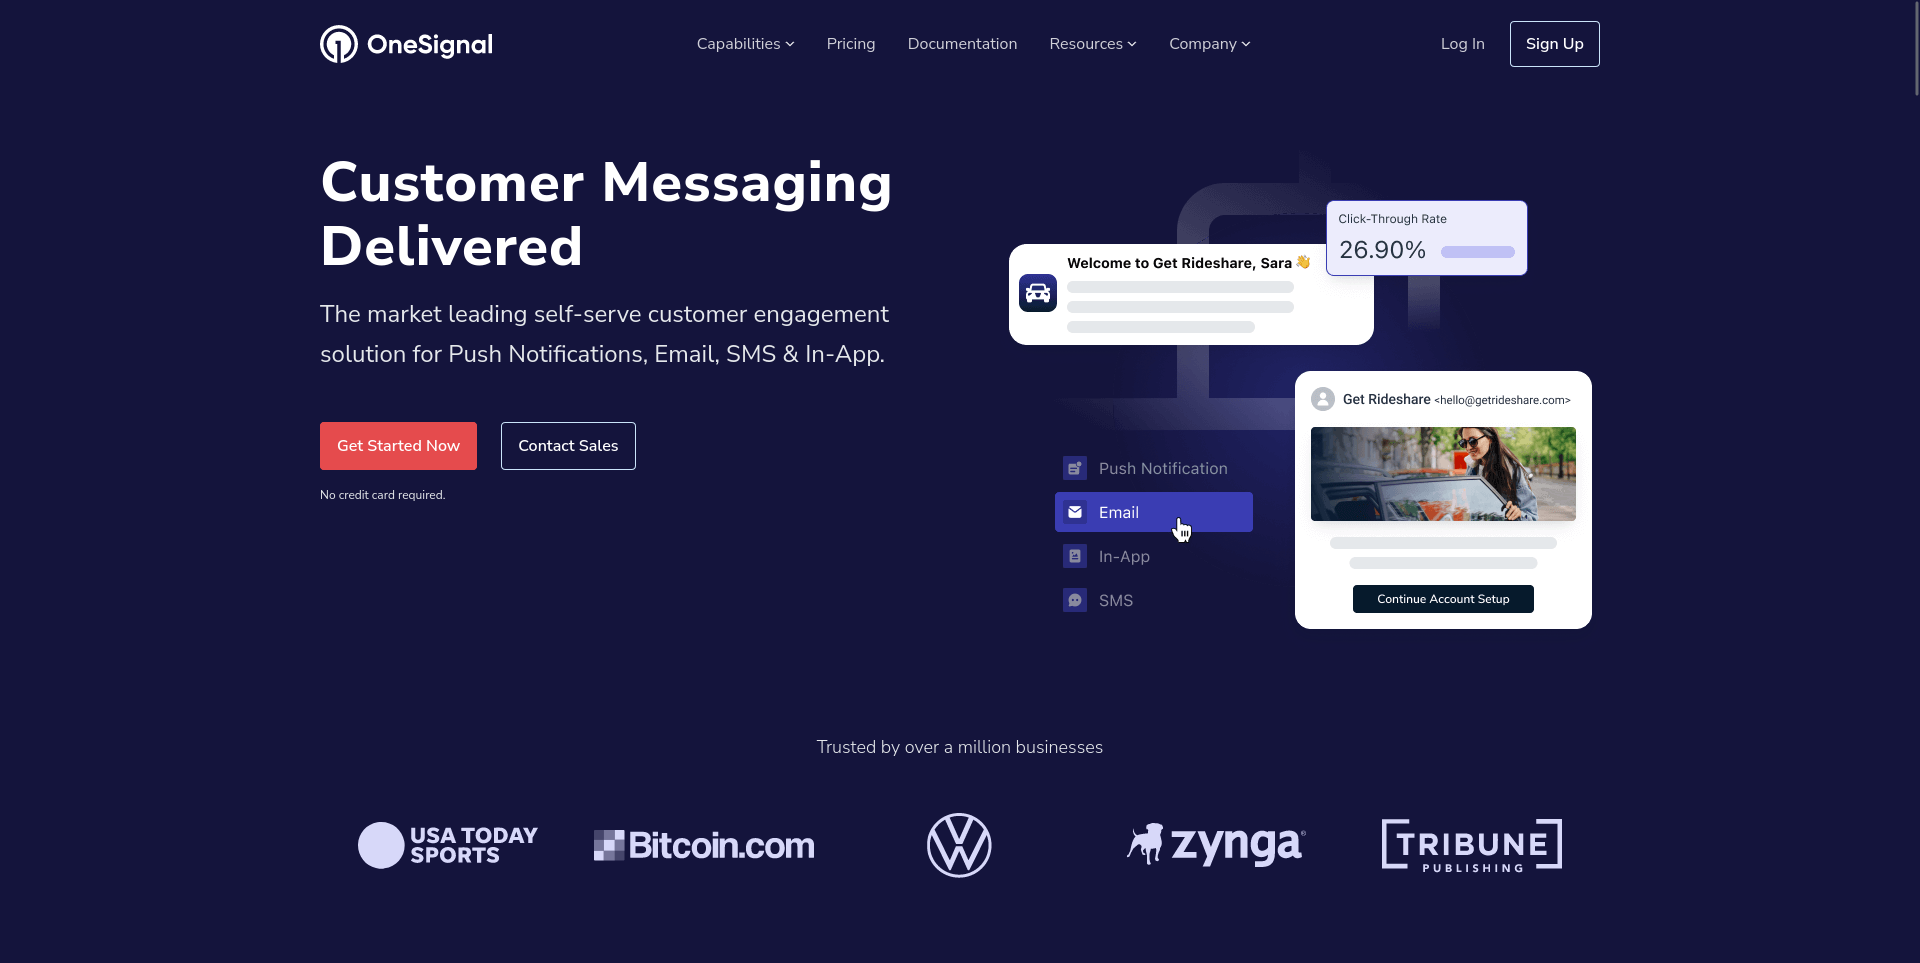 OneSignal
Capabilities
Pricing
Documentation
Resources
Company
Log In
Sign Up
Customer Messaging
Delivered
The market leading self-serve customer engagement
solution for Push Notifications, Email, SMS & In-App.
Get Started Now
Contact Sales
No credit card required.
Click-Through Rate
26.90%
Welcome to Get Rideshare, Sara 👋
Get Rideshare <hello@getrideshare.com>
Continue Account Setup
Push Notification
Email
In-App
SMS
Trusted by over a million businesses
USA TODAY
SPORTS
Bitcoin.com
zynga®
TRIBUNE
PUBLISHING